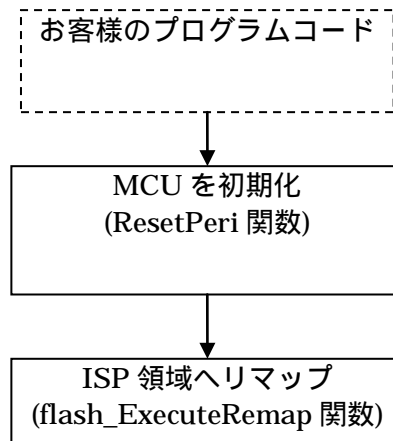 お客様のプログラムコード
MCU を初期化
(ResetPeri 関数)
ISP 領域へリマップ
(flash_ExecuteRemap 関数)